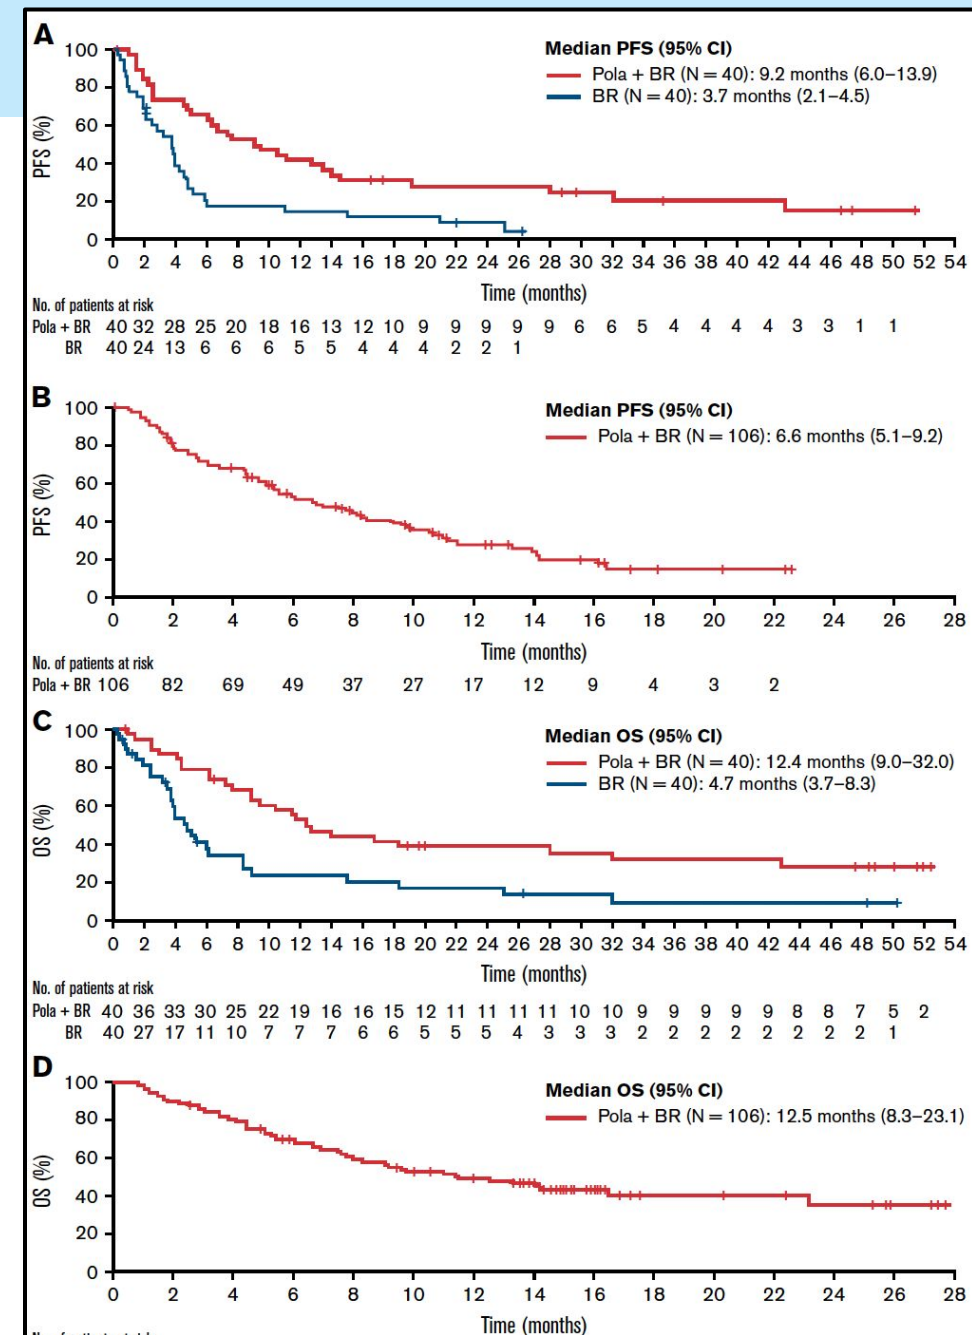 A
Median PFS (95% CI)
Pola + BR (N = 40): 9.2 months (6.0–13.9)
BR (N = 40): 3.7 months (2.1–4.5)
PFS (%)
100
80
60
40
20
0
0 2 4 6 8 10 12 14 16 18 20 22 24 26 28 30 32 34 36 38 40 42 44 46 48 50 52 54
Time (months)
No. of patients at risk
Pola + BR 40 32 28 25 20 18 16 13 12 10 9 9 9 9 9 6 6 5 4 4 4 4 3 3 1 1
BR 40 24 13 6 6 6 5 5 4 4 4 2 2 1
B
Median PFS (95% CI)
Pola + BR (N = 106): 6.6 months (5.1–9.2)
PFS (%)
100
80
60
40
20
0
0 2 4 6 8 10 12 14 16 18 20 22 24 26 28
Time (months)
No. of patients at risk
Pola + BR 106 82 69 49 37 27 17 12 9 4 3 2
C
Median OS (95% CI)
Pola + BR (N = 40): 12.4 months (9.0–32.0)
BR (N = 40): 4.7 months (3.7–8.3)
OS (%)
100
80
60
40
20
0
0 2 4 6 8 10 12 14 16 18 20 22 24 26 28 30 32 34 36 38 40 42 44 46 48 50 52 54
Time (months)
No. of patients at risk
Pola + BR 40 36 33 30 25 22 19 16 16 15 12 11 11 11 11 10 10 9 9 9 9 9 8 8 7 5 2
BR 40 27 17 11 10 7 7 7 6 6 5 5 5 4 3 3 3 2 2 2 2 2 2 2 2 1
D
Median OS (95% CI)
Pola + BR (N = 106): 12.5 months (8.3–23.1)
OS (%)
100
80
60
40
20
0
0 2 4 6 8 10 12 14 16 18 20 22 24 26 28
Time (months)